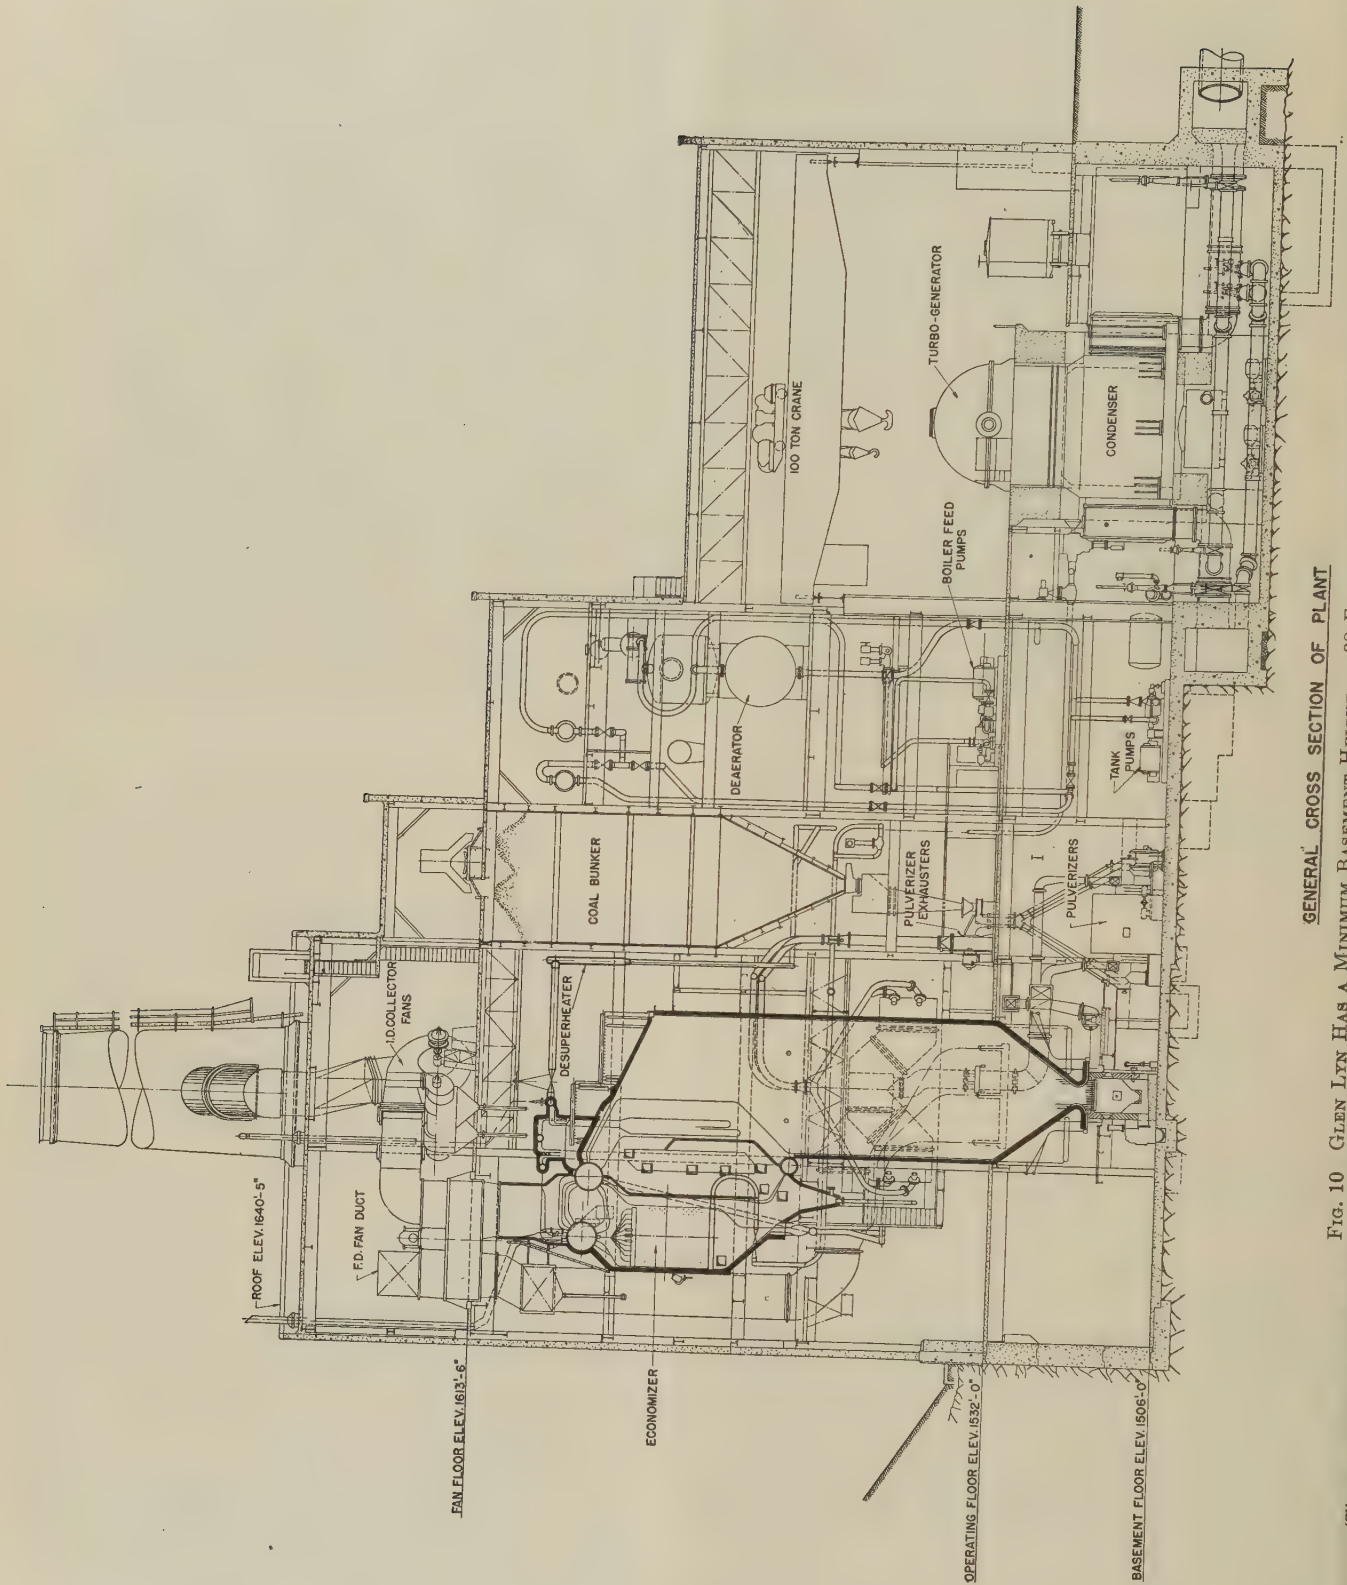 ROOF ELEV. 1640'-5"
I.D. COLLECTOR
FANS
F.D. FAN DUCT
FAN FLOOR ELEV. 1613'-6"
DESUPERHEATER
COAL BUNKER
DEAERATOR
100 TON CRANE
ECONOMIZER
PULVERIZER
EXHAUSTERS
BOILER FEED
PUMPS
TURBO-GENERATOR
OPERATING FLOOR ELEV. 1532'-0"
PULVERIZERS
TANK
PUMPS
CONDENSER
BASEMENT FLOOR ELEV. 1506'-0"
GENERAL CROSS SECTION OF PLANT
FIG. 10 GLEN LYN HAS A MINIMUM BASEMENT